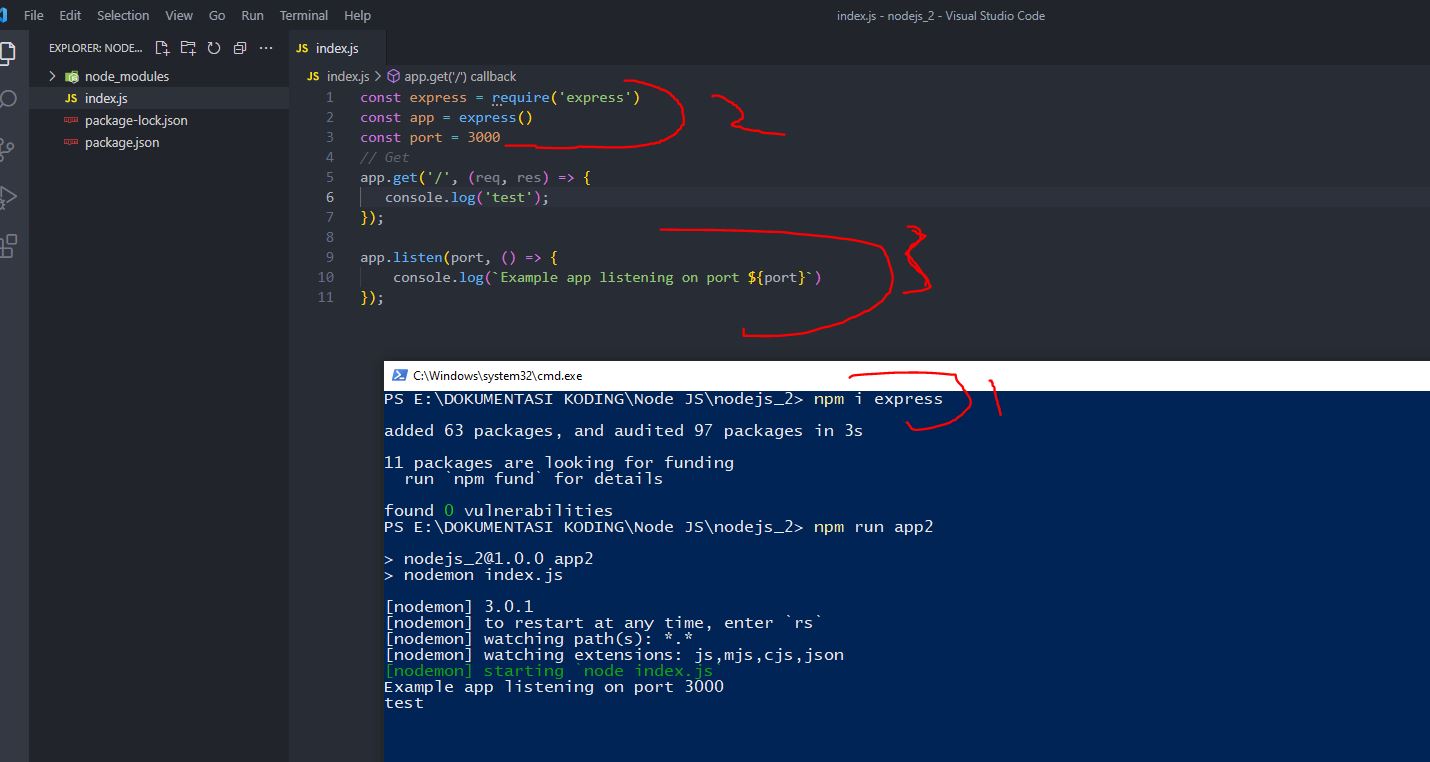 File Edit Selection View Go Run Terminal Help index.js - nodejs_2 - Visual Studio Code
EXPLORER: NODE...
node_modules
JS index.js
package-lock.json
package.json
JS index.js
JS index.js > app.get('/') callback
1 const express = require('express')
2 const app = express()
3 const port = 3000
4 // Get
5 app.get('/', (req, res) => {
6 console.log('test');
7 });
8
9 app.listen(port, () => {
10 console.log(`Example app listening on port ${port}`)
11 });
2
3
1
C:\Windows\system32\cmd.exe
PS E:\DOKUMENTASI KODING\Node JS\nodejs_2> npm i express
added 63 packages, and audited 97 packages in 3s
11 packages are looking for funding
run `npm fund` for details
found 0 vulnerabilities
PS E:\DOKUMENTASI KODING\Node JS\nodejs_2> npm run app2
> nodejs_2@1.0.0 app2
> nodemon index.js
[nodemon] 3.0.1
[nodemon] to restart at any time, enter `rs`
[nodemon] watching path(s): *.*
[nodemon] watching extensions: js,mjs,cjs,json
[nodemon] starting `node index.js
Example app listening on port 3000
test